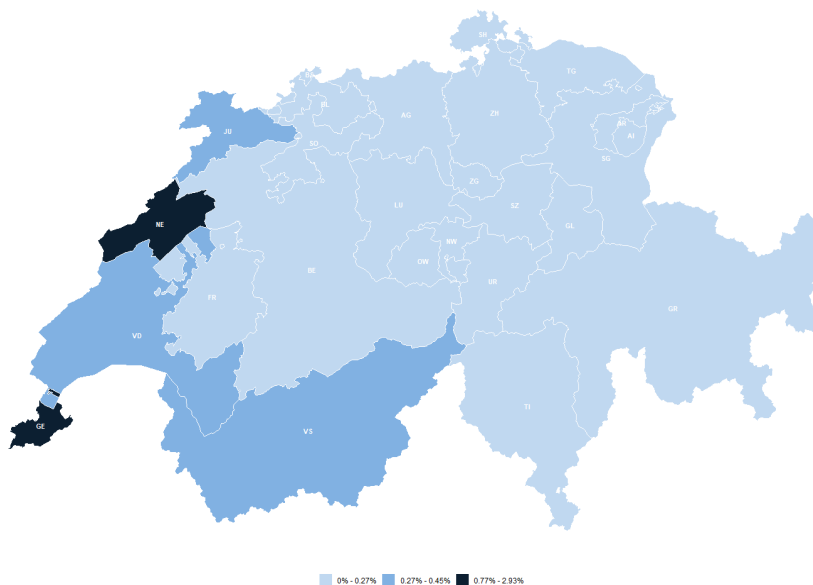 SH
TG
BL
AG
ZH
AR
AI
JU
SO
SG
ZG
LU
SZ
NE
GL
NW
OW
BE
UR
FR
GR
VD
TI
GE
VS
0% - 0.27% 0.27% - 0.45% 0.77% - 2.93%